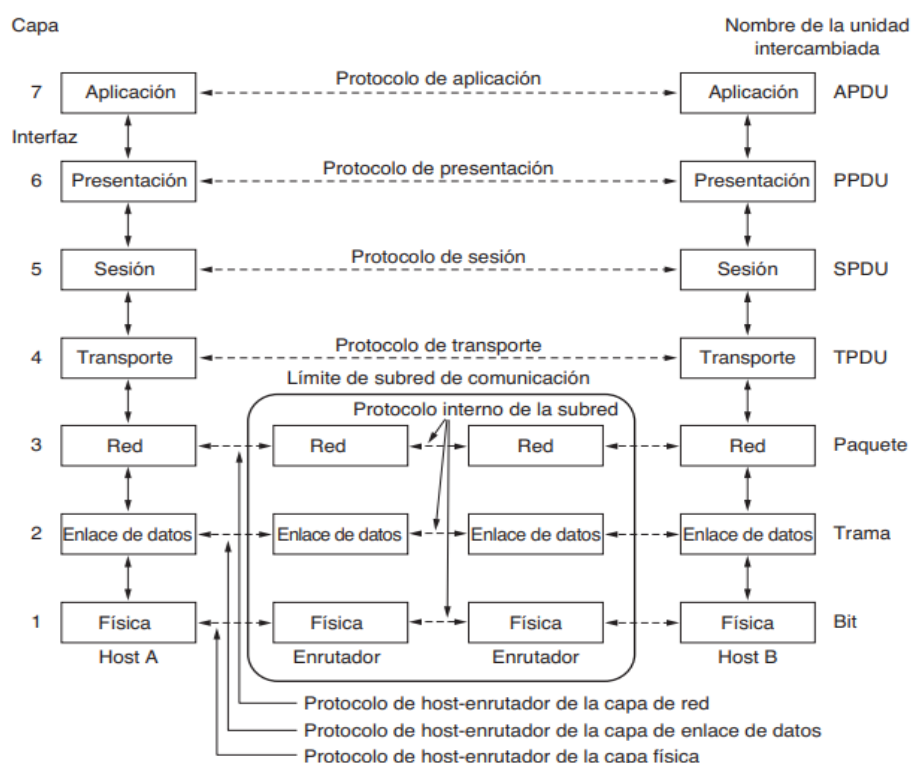 Capa
Nombre de la unidad
intercambiada
7 Aplicación Protocolo de aplicación Aplicación APDU
Interfaz
6 Presentación Protocolo de presentación Presentación PPDU
5 Sesión Protocolo de sesión Sesión SPDU
4 Transporte Protocolo de transporte Transporte TPDU
Límite de subred de comunicación
Protocolo interno de la subred
3 Red Red Red Red Paquete
2 Enlace de datos Enlace de datos Enlace de datos Enlace de datos Trama
1 Física Física Física Física Bit
Host A Enrutador Enrutador Host B
Protocolo de host-enrutador de la capa de red
Protocolo de host-enrutador de la capa de enlace de datos
Protocolo de host-enrutador de la capa física